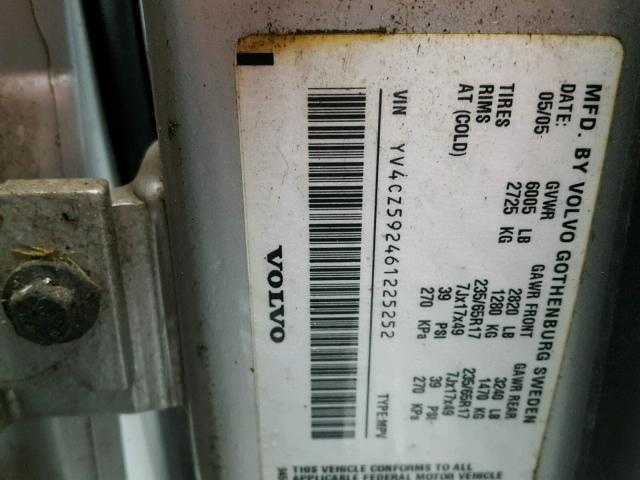 MFD. BY VOLVO GOTHENBURG SWEDEN
DATE: GVWR GAWR FRONT GAWR REAR
05/05 6005 LB 2820 LB 3240 LB
2725 KG 1280 KG 1470 KG
TIRES 235/65R17 235/65R17
RIMS 7Jx17x49 7Jx17x49
AT (COLD) 39 PSI 39 PSI
270 KPa 270 KPa
VIN YV4CZ592461225252 TYPE:MPV
VOLVO
THIS VEHICLE CONFORMS TO ALL
APPLICABLE FEDERAL MOTOR VEHICLE